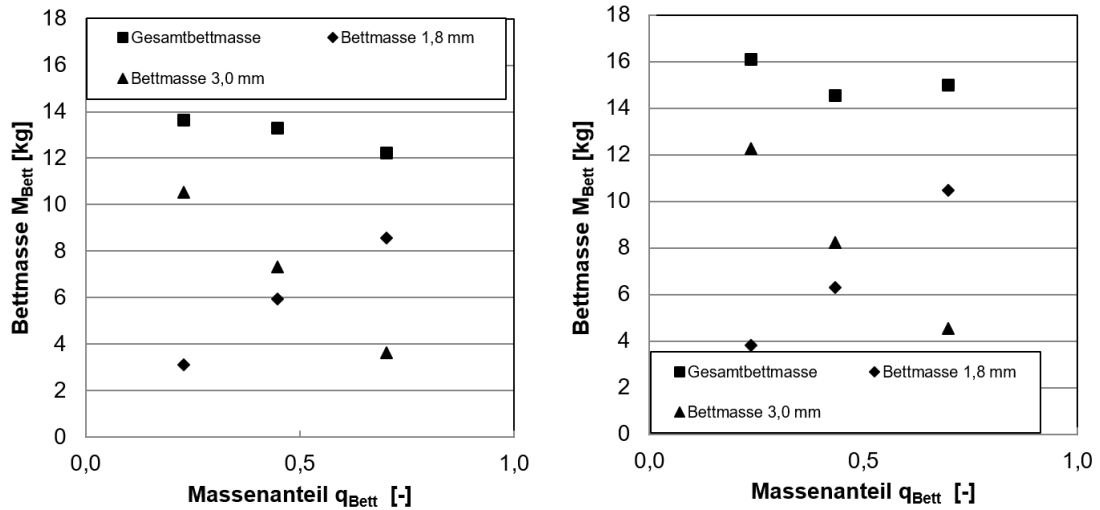 18
16
14
12
10
8
6
4
2
0
Bettmasse M_Bett [kg]
Gesamtbettmasse
Bettmasse 1,8 mm
Bettmasse 3,0 mm
0,0
0,5
1,0
Massenanteil q_Bett [-]
18
16
14
12
10
8
6
4
2
0
Bettmasse M_Bett [kg]
Gesamtbettmasse
Bettmasse 1,8 mm
Bettmasse 3,0 mm
0,0
0,5
1,0
Massenanteil q_Bett [-]